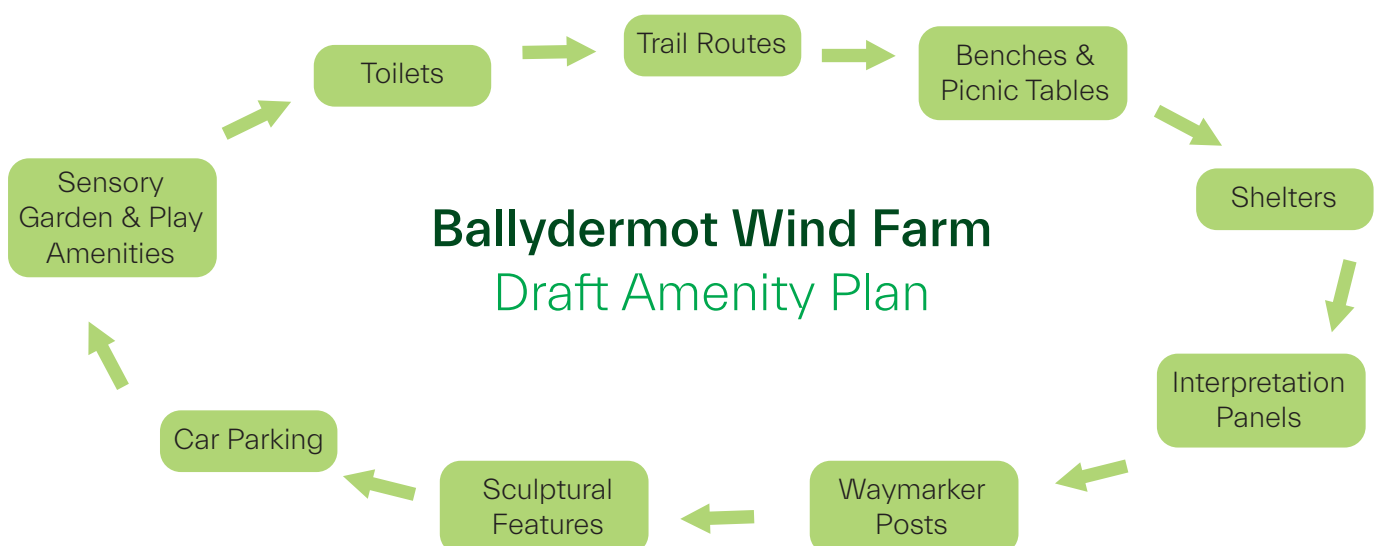 Toilets
Trail Routes
Benches &
Picnic Tables
Shelters
Interpretation
Panels
Waymarker
Posts
Sculptural
Features
Car Parking
Sensory
Garden & Play
Amenities
Ballydermot Wind Farm
Draft Amenity Plan